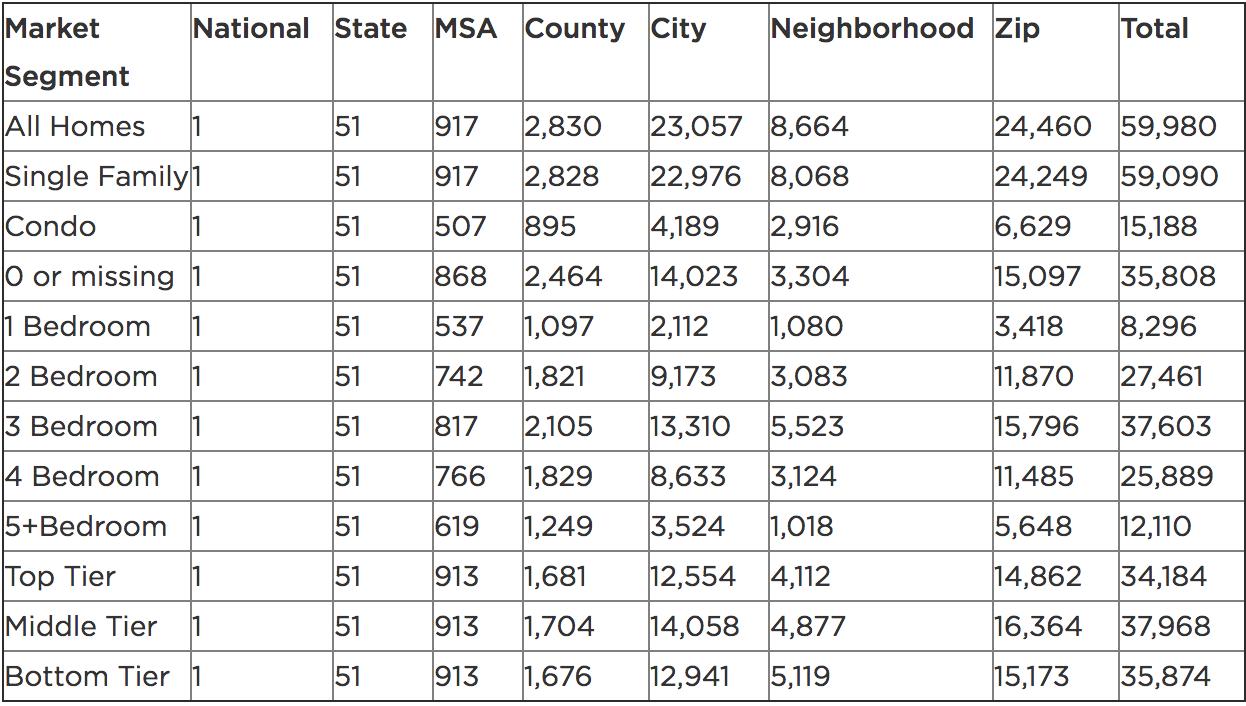 Market Segment National State MSA County City Neighborhood Zip Total
All Homes 1 51 917 2,830 23,057 8,664 24,460 59,980
Single Family 1 51 917 2,828 22,976 8,068 24,249 59,090
Condo 1 51 507 895 4,189 2,916 6,629 15,188
0 or missing 1 51 868 2,464 14,023 3,304 15,097 35,808
1 Bedroom 1 51 537 1,097 2,112 1,080 3,418 8,296
2 Bedroom 1 51 742 1,821 9,173 3,083 11,870 27,461
3 Bedroom 1 51 817 2,105 13,310 5,523 15,796 37,603
4 Bedroom 1 51 766 1,829 8,633 3,124 11,485 25,889
5+Bedroom 1 51 619 1,249 3,524 1,018 5,648 12,110
Top Tier 1 51 913 1,681 12,554 4,112 14,862 34,184
Middle Tier 1 51 913 1,704 14,058 4,877 16,364 37,968
Bottom Tier 1 51 913 1,676 12,941 5,119 15,173 35,874